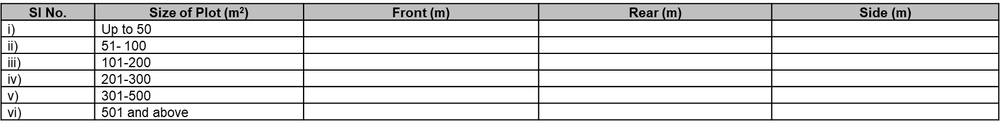 Sl No. Size of Plot (m²) Front (m) Rear (m) Side (m)
i) Up to 50
ii) 51- 100
iii) 101-200
iv) 201-300
v) 301-500
vi) 501 and above